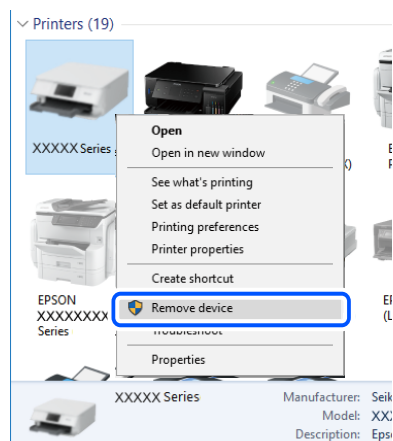 Printers (19)
XXXXX Series
Open
Open in new window
See what's printing
Set as default printer
Printing preferences
Printer properties
Create shortcut
Remove device
Troubleshoot
Properties
EPSON
XXXXXXXX
Series
XXXXX Series
Manufacturer:
Model:
Description: